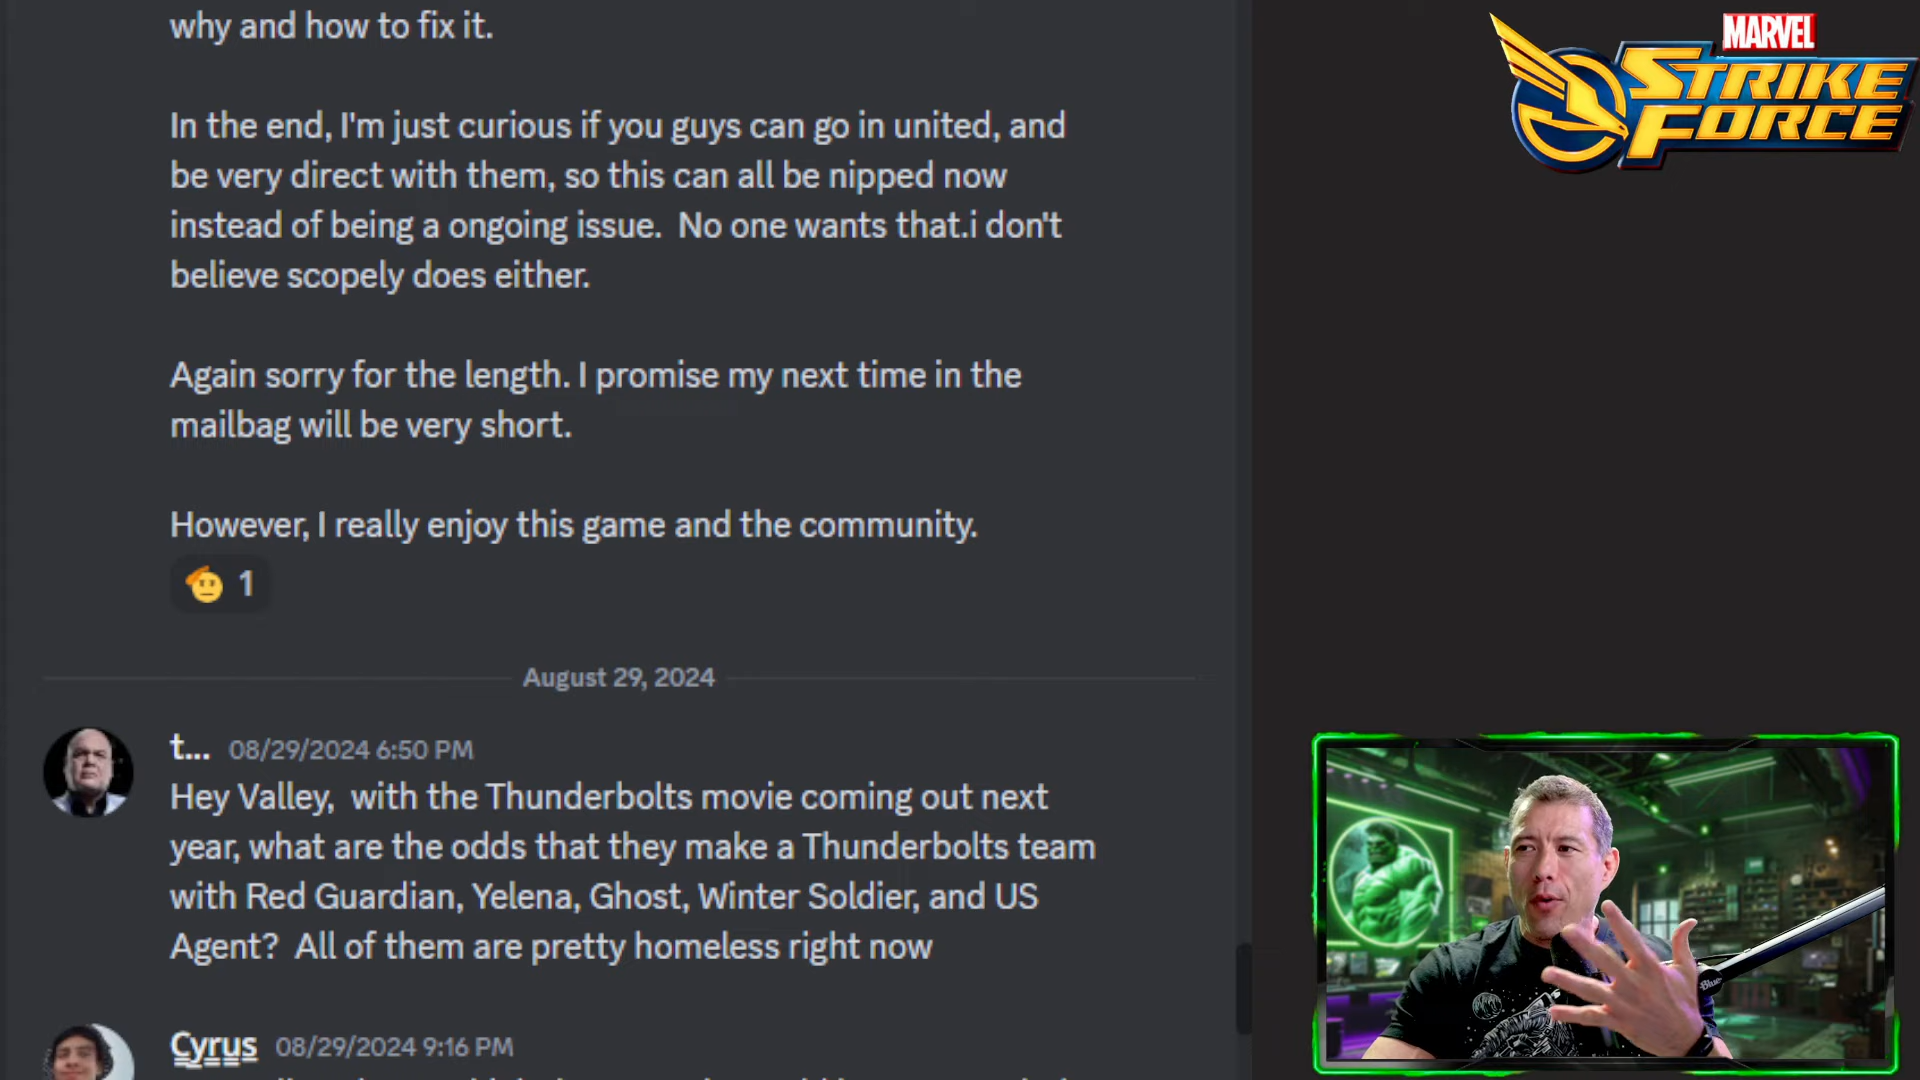 why and how to fix it.
In the end, I'm just curious if you guys can go in united, and
be very direct with them, so this can all be nipped now
instead of being a ongoing issue.  No one wants that.i don't
believe scopely does either.
Again sorry for the length. I promise my next time in the
mailbag will be very short.
However, I really enjoy this game and the community.
1
August 29, 2024
t... 08/29/2024 6:50 PM
Hey Valley,  with the Thunderbolts movie coming out next
year, what are the odds that they make a Thunderbolts team
with Red Guardian, Yelena, Ghost, Winter Soldier, and US
Agent?  All of them are pretty homeless right now
Cyrus 08/29/2024 9:16 PM
MARVEL
STRIKE
FORCE
Blue